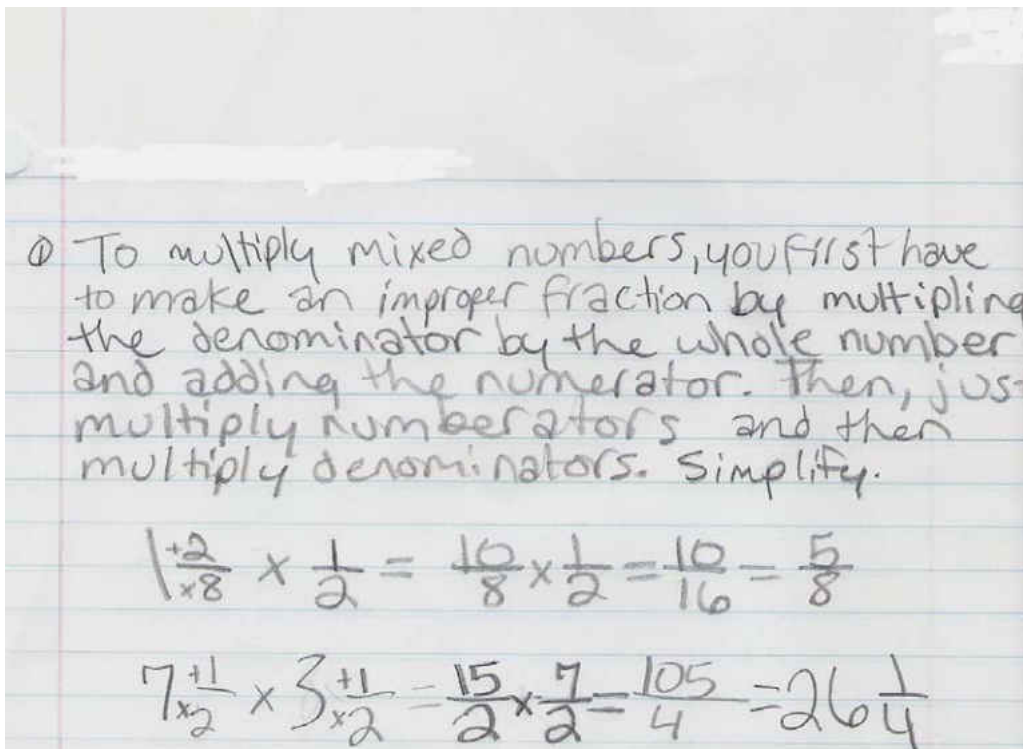 ① To multiply mixed numbers, you first have
to make an improper fraction by multipling
the denominator by the whole number
and adding the numerator. Then, just
multiply numberators and then
multiply denominators. Simplify.
1 +2/×8 × 1/2 = 10/8 × 1/2 = 10/16 = 5/8
7 +1/×2 × 3 +1/×2 = 15/2 × 7/2 = 105/4 = 26 1/4